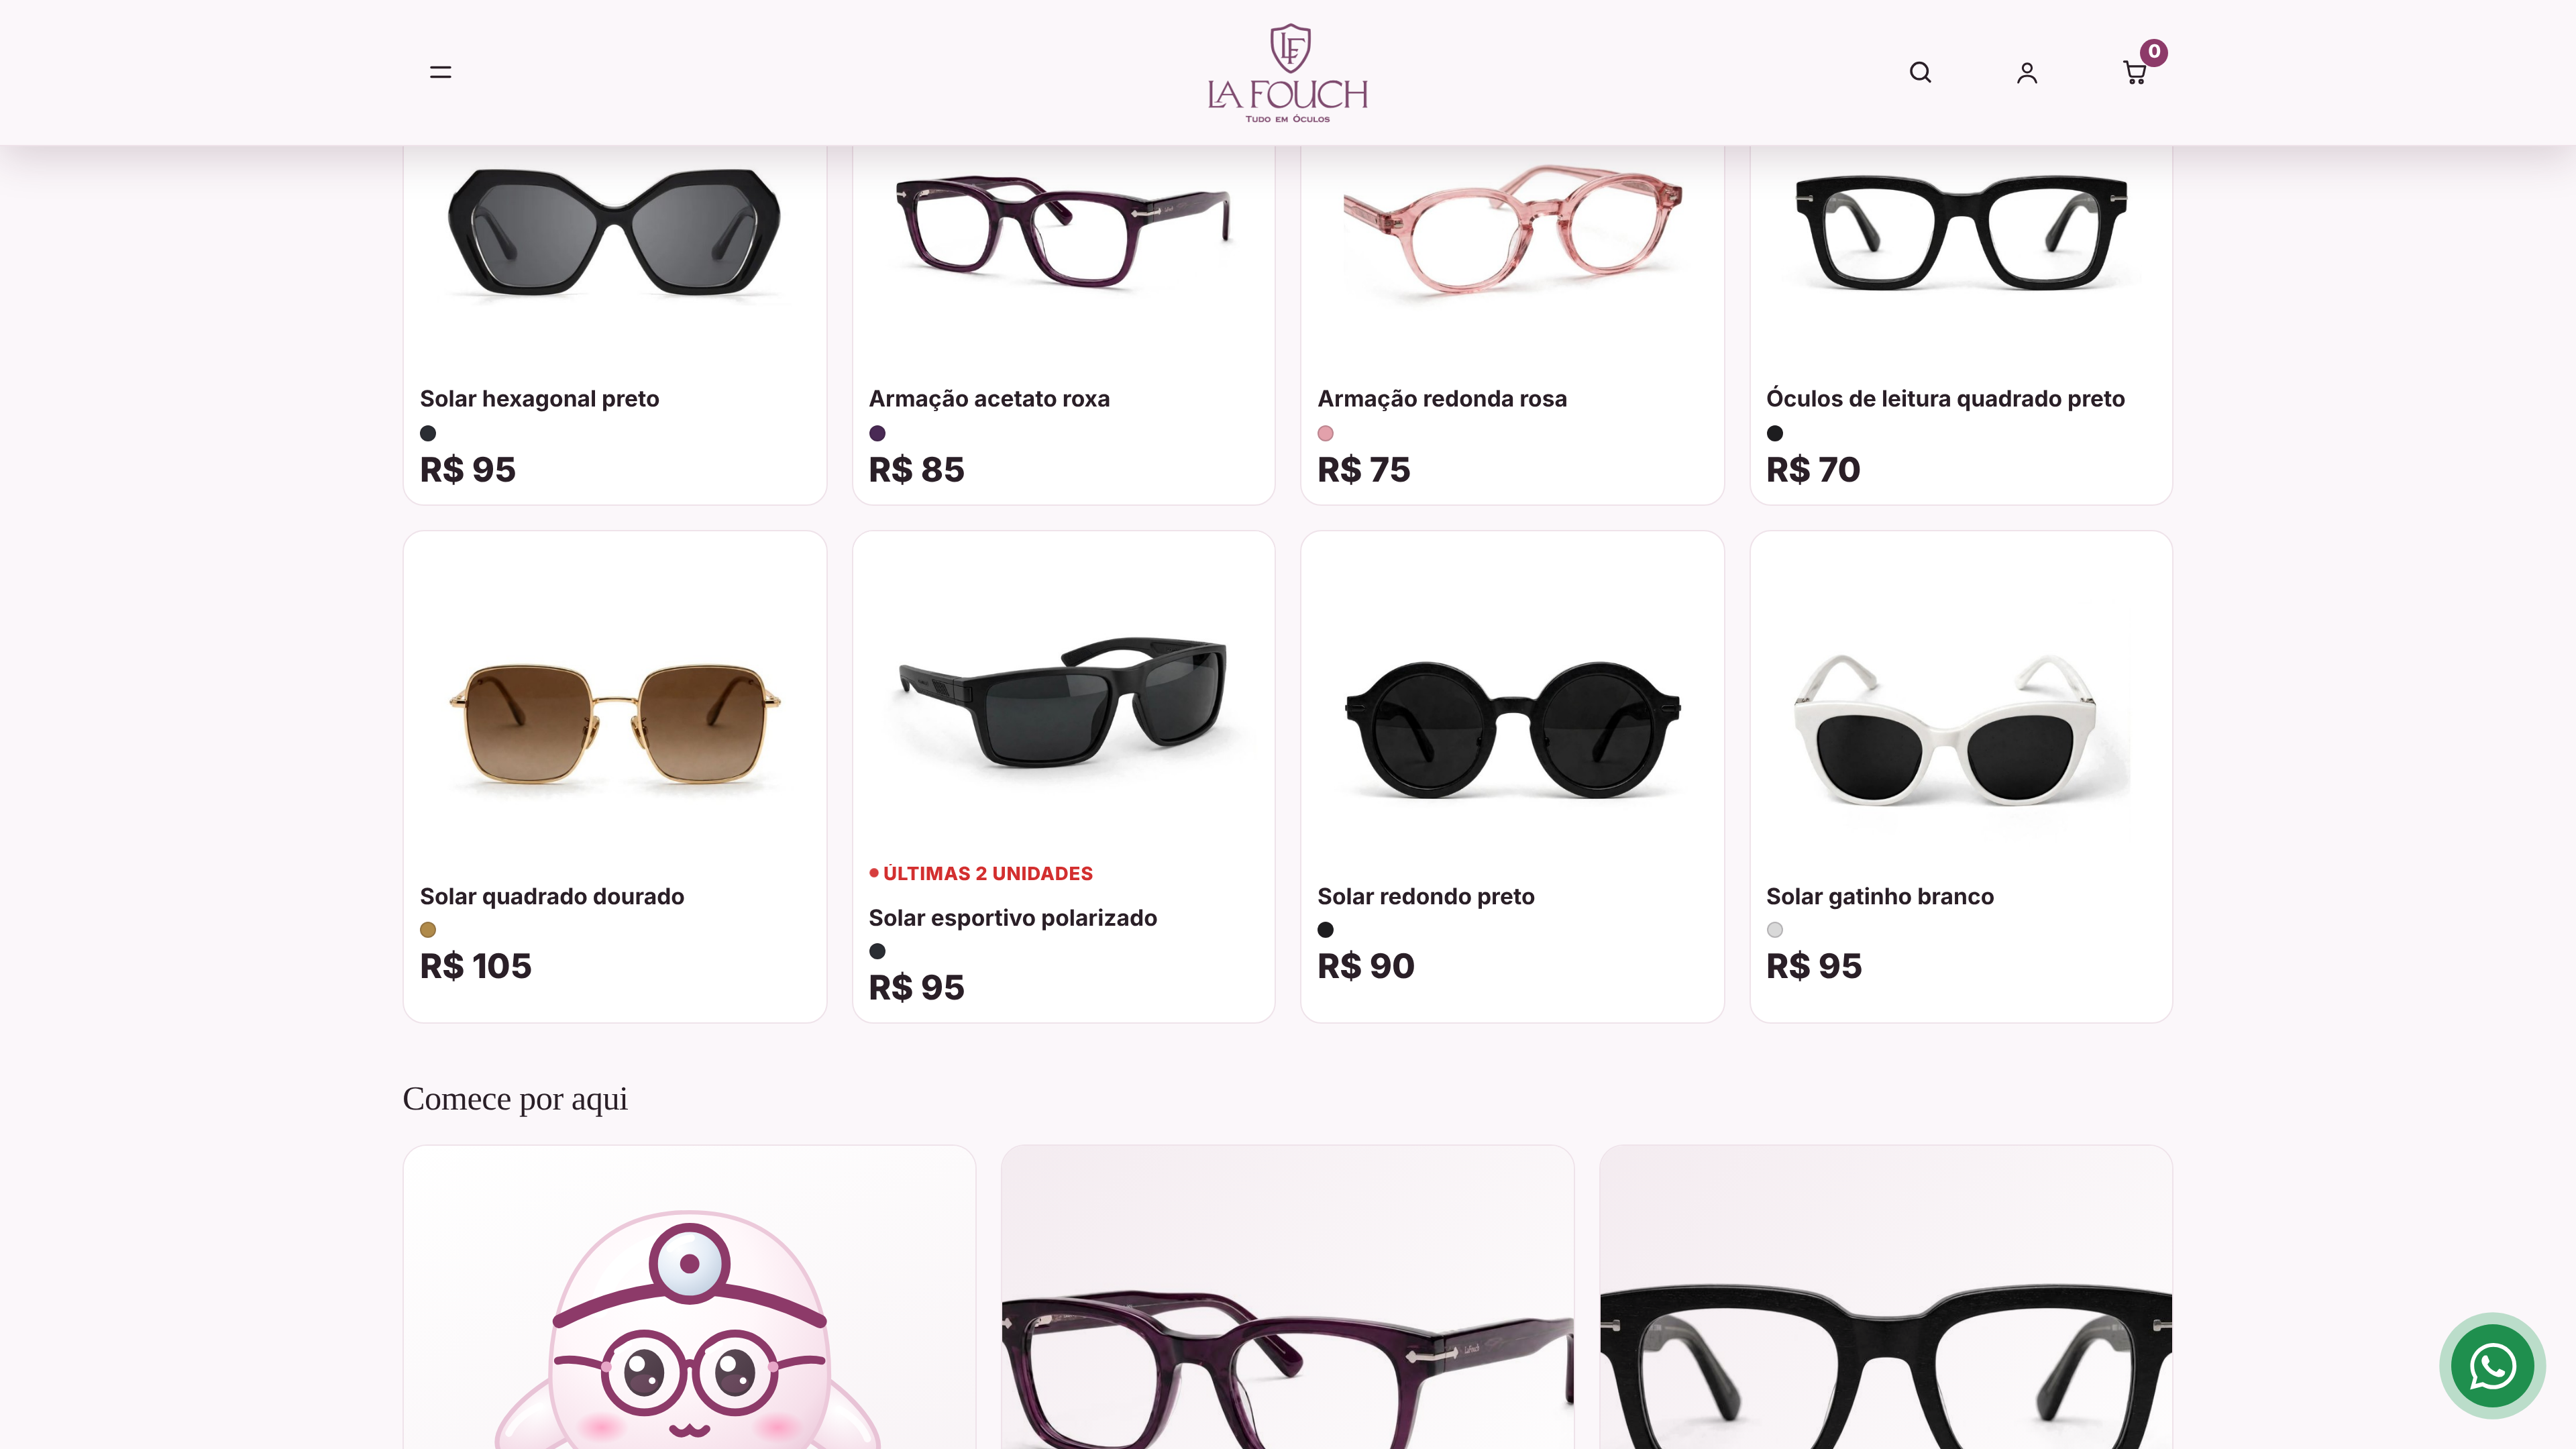 LF
LA FOUCH
TUDO EM ÓCULOS
0
Solar hexagonal preto
R$ 95
Armação acetato roxa
R$ 85
Armação redonda rosa
R$ 75
Óculos de leitura quadrado preto
R$ 70
Solar quadrado dourado
R$ 105
ÚLTIMAS 2 UNIDADES
Solar esportivo polarizado
R$ 95
Solar redondo preto
R$ 90
Solar gatinho branco
R$ 95
Comece por aqui
LaFouch